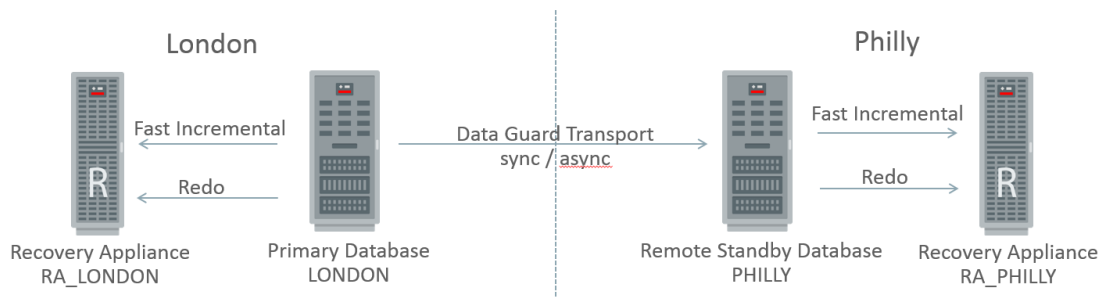 London
Philly
Fast Incremental
Redo
Data Guard Transport
sync / async
Fast Incremental
Redo
R
R
Recovery Appliance
RA_LONDON
Primary Database
LONDON
Remote Standby Database
PHILLY
Recovery Appliance
RA_PHILLY